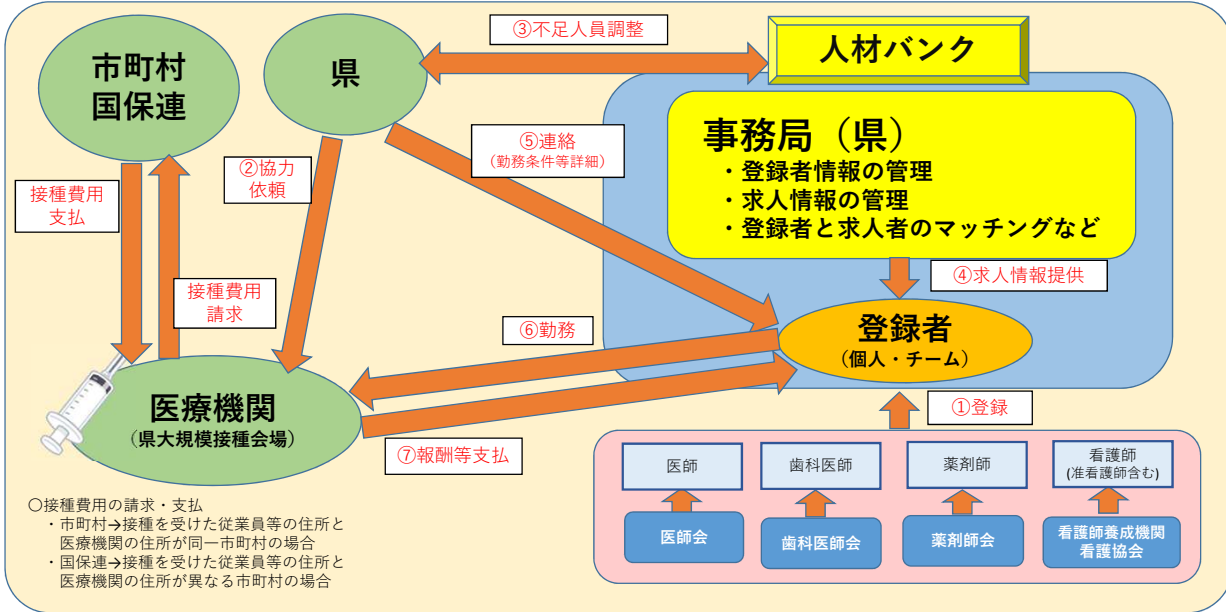 ③不足人員調整
人材バンク
市町村
国保連
県
事務局（県）
・登録者情報の管理
・求人情報の管理
・登録者と求人者のマッチングなど
⑤連絡
（勤務条件等詳細）
②協力
依頼
接種費用
支払
接種費用
請求
④求人情報提供
⑥勤務
登録者
（個人・チーム）
医療機関
（県大規模接種会場）
⑦報酬等支払
①登録
医師
歯科医師
薬剤師
看護師
(准看護師含む)
医師会
歯科医師会
薬剤師会
看護師養成機関
看護協会
〇接種費用の請求・支払
・市町村→接種を受けた従業員等の住所と
医療機関の住所が同一市町村の場合
・国保連→接種を受けた従業員等の住所と
医療機関の住所が異なる市町村の場合